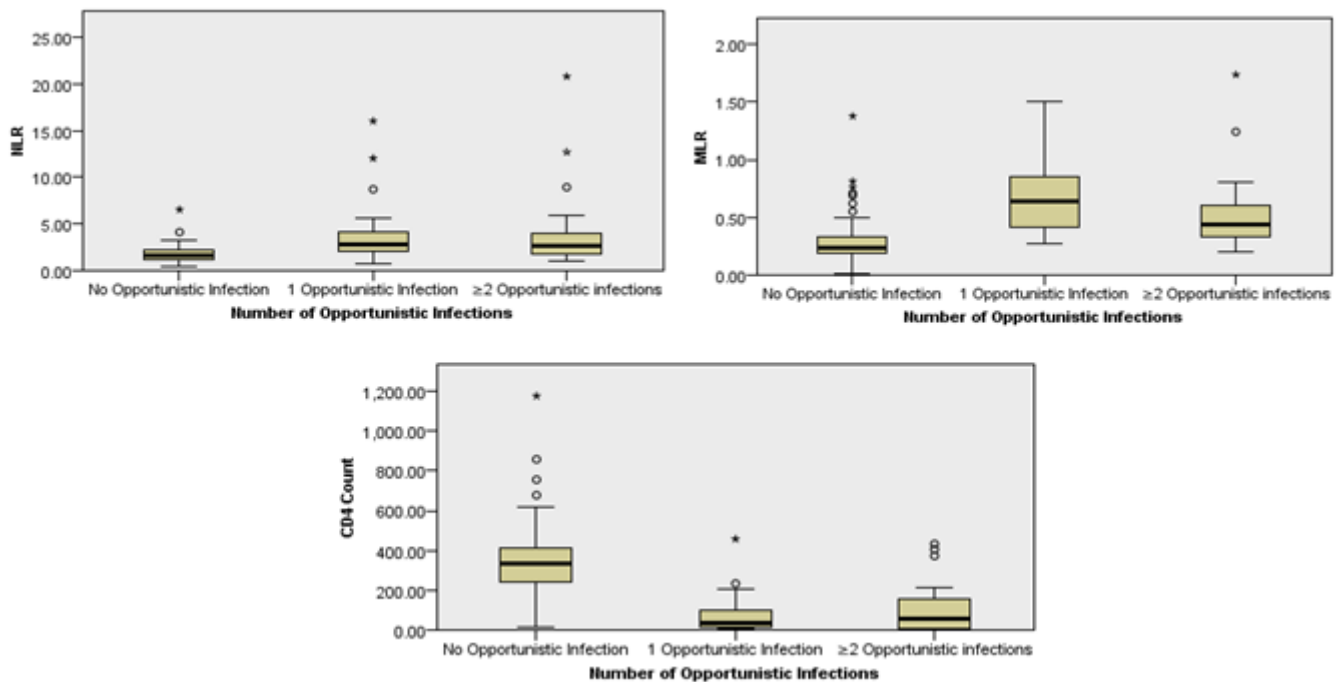 25.00
20.00
15.00
10.00
5.00
0.00
NLR
No Opportunistic Infection 1 Opportunistic Infection ≥2 Opportunistic infections
Number of Opportunistic Infections
2.00
1.50
1.00
0.50
0.00
MLR
No Opportunistic Infection 1 Opportunistic Infection ≥2 Opportunistic infections
Number of Opportunistic Infections
1,200.00
1,000.00
800.00
600.00
400.00
200.00
0.00
CD4 Count
No Opportunistic Infection 1 Opportunistic Infection ≥2 Opportunistic infections
Number of Opportunistic Infections